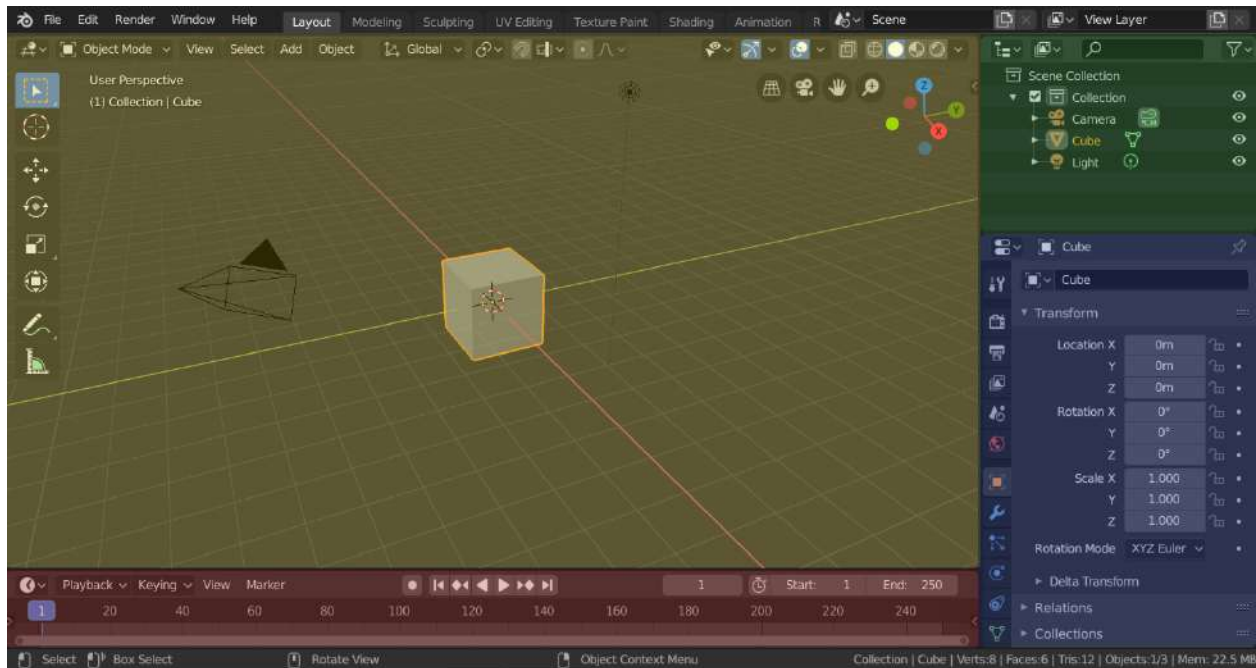 File Edit Render Window Help Layout Modeling Sculpting UV Editing Texture Paint Shading Animation R Scene View Layer
Object Mode View Select Add Object Global
User Perspective
(1) Collection | Cube
Z
Y
X
Scene Collection
Collection
Camera
Cube
Light
Cube
Cube
Transform
Location X 0m
Y 0m
Z 0m
Rotation X 0°
Y 0°
Z 0°
Scale X 1.000
Y 1.000
Z 1.000
Rotation Mode XYZ Euler
Delta Transform
Relations
Collections
Playback Keying View Marker 1 Start: 1 End: 250
1 20 40 60 80 100 120 140 160 180 200 220 240
Select Box Select Rotate View Object Context Menu Collection | Cube | Verts:8 | Faces:6 | Tris:12 | Objects:1/3 | Mem: 22.5 MB